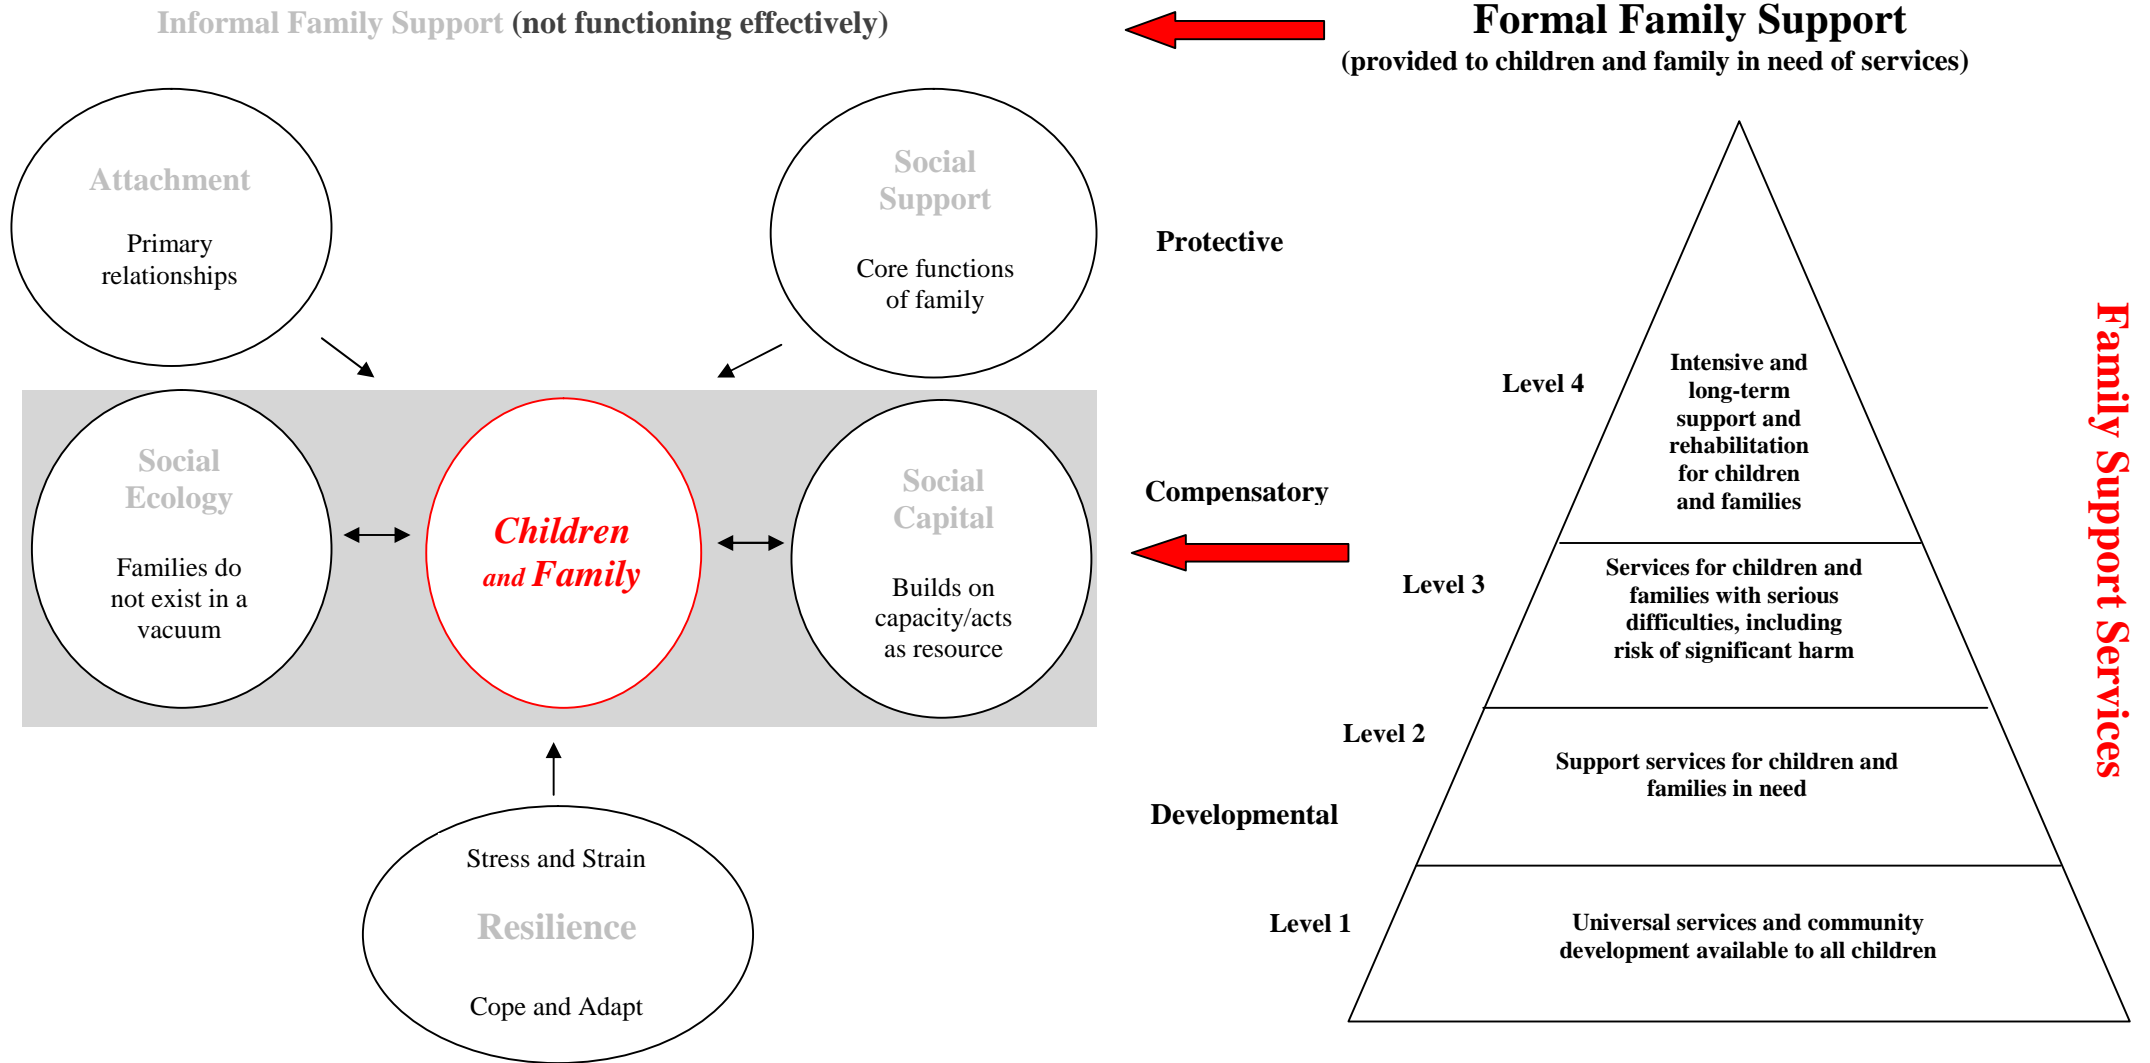 Informal Family Support (not functioning effectively)
Formal Family Support
(provided to children and family in need of services)
Attachment
Primary
relationships
Social
Support
Core functions
of family
Social
Ecology
Families do
not exist in a
vacuum
Children
and Family
Social
Capital
Builds on
capacity/acts
as resource
Stress and Strain
Resilience
Cope and Adapt
Protective
Compensatory
Developmental
Level 4
Intensive and
long-term
support and
rehabilitation
for children
and families
Level 3
Services for children and
families with serious
difficulties, including
risk of significant harm
Level 2
Support services for children and
families in need
Level 1
Universal services and community
development available to all children
Family Support Services